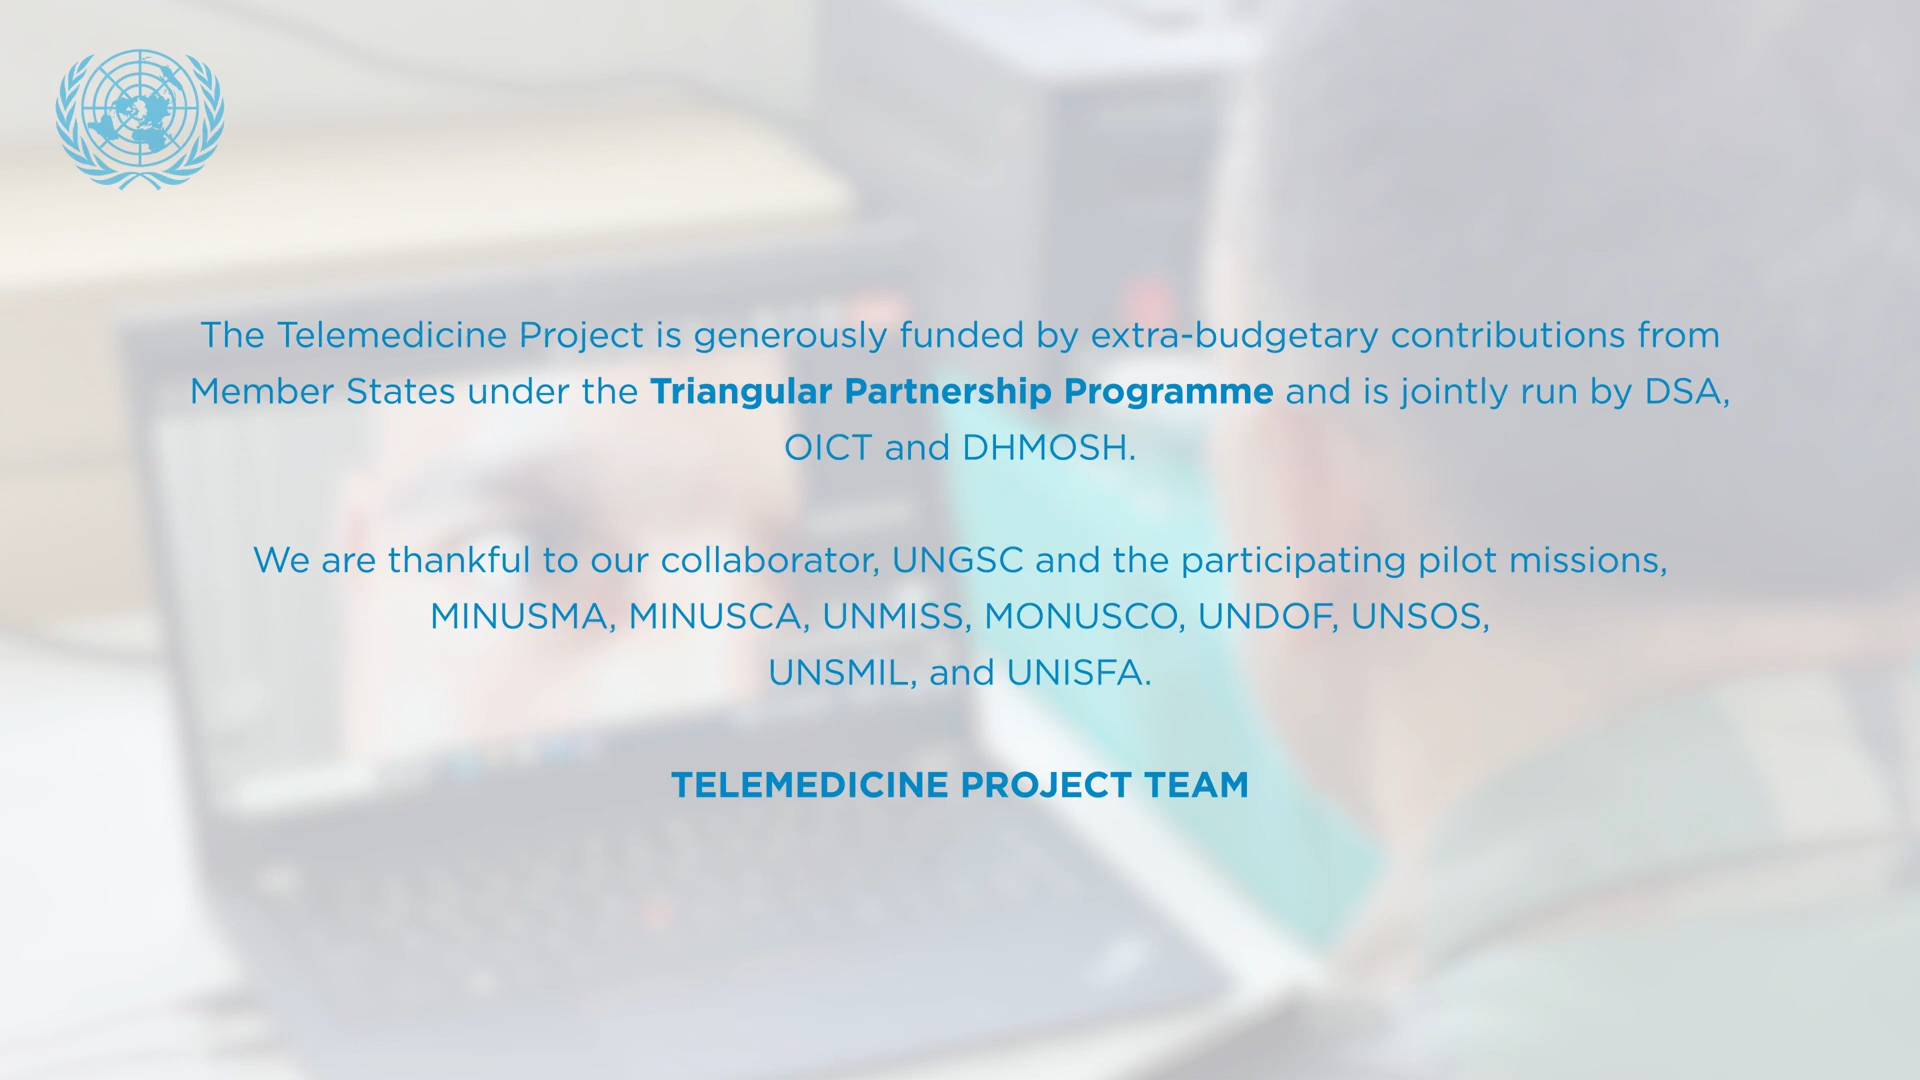 The Telemedicine Project is generously funded by extra-budgetary contributions from
Member States under the Triangular Partnership Programme and is jointly run by DSA,
OICT and DHMOSH.
We are thankful to our collaborator, UNGSC and the participating pilot missions,
MINUSMA, MINUSCA, UNMISS, MONUSCO, UNDOF, UNSOS,
UNSMIL, and UNISFA.
TELEMEDICINE PROJECT TEAM